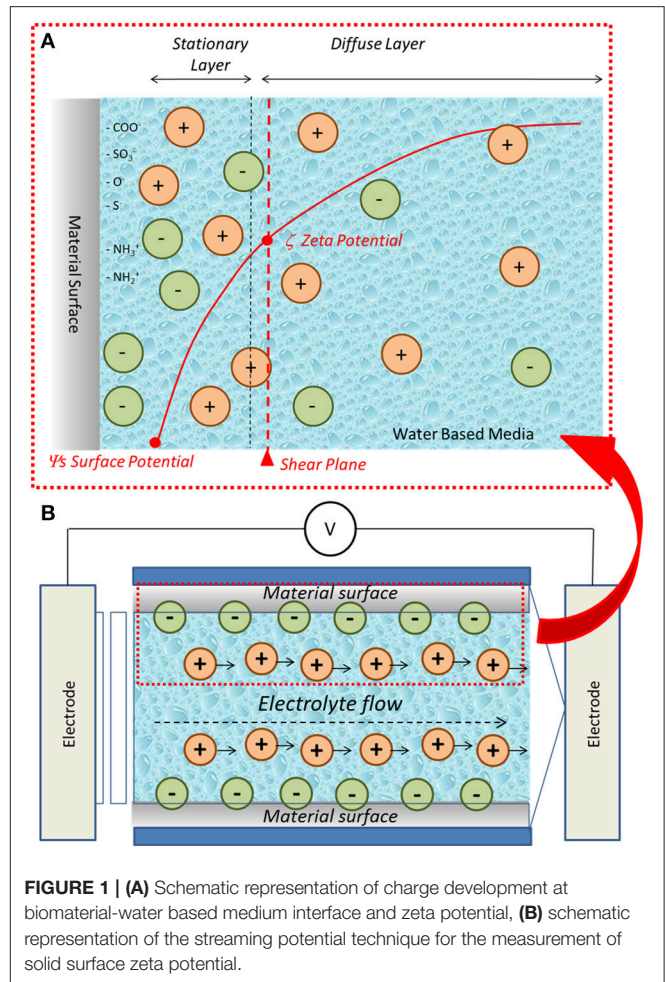 A
Stationary
Layer
Diffuse Layer
Material Surface
- COO⁻
- SO₃⁻
- O⁻
- S⁻
- NH₃⁺
- NH₂⁺
+
+
+
+
+
+
+
+
+
+
-
-
-
-
-
-
-
-
ζ Zeta Potential
Water Based Media
Ψs Surface Potential
Shear Plane
B
V
Electrode
Material surface
- - - - - -
+ + + + + +
Electrolyte flow
+ + + + + +
- - - - - -
Material surface
Electrode
FIGURE 1 | (A) Schematic representation of charge development at
biomaterial-water based medium interface and zeta potential, (B) schematic
representation of the streaming potential technique for the measurement of
solid surface zeta potential.